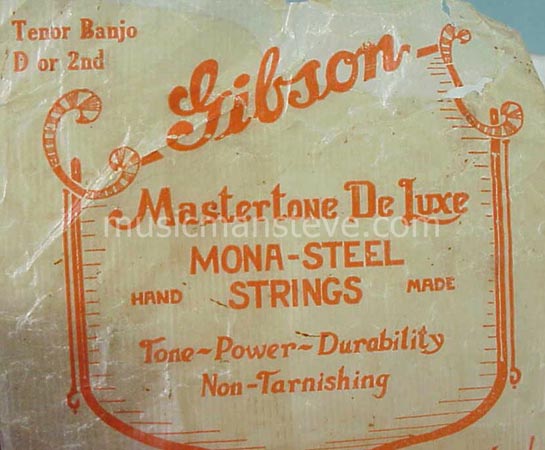 Tenor Banjo
D or 2nd
Gibson
Mastertone De Luxe
musicmansteve.com
MONA-STEEL
HAND STRINGS MADE
Tone~Power~Durability
Non-Tarnishing